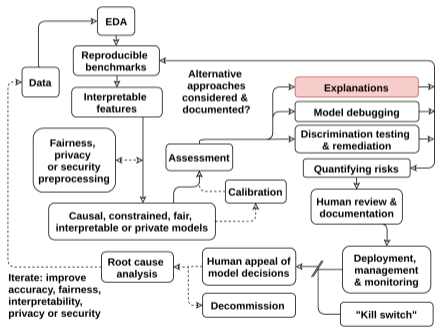 EDA
Reproducible
benchmarks
Data
Interpretable
features
Alternative
approaches
considered &
documented?
Explanations
Model debugging
Discrimination testing
& remediation
Quantifying risks
Fairness,
privacy
or security
preprocessing
Assessment
Calibration
Causal, constrained, fair,
interpretable or private models
Human review &
documentation
Root cause
analysis
Human appeal of
model decisions
Deployment,
management
& monitoring
Iterate: improve
accuracy, fairness,
interpretability,
privacy or security
Decommission
"Kill switch"